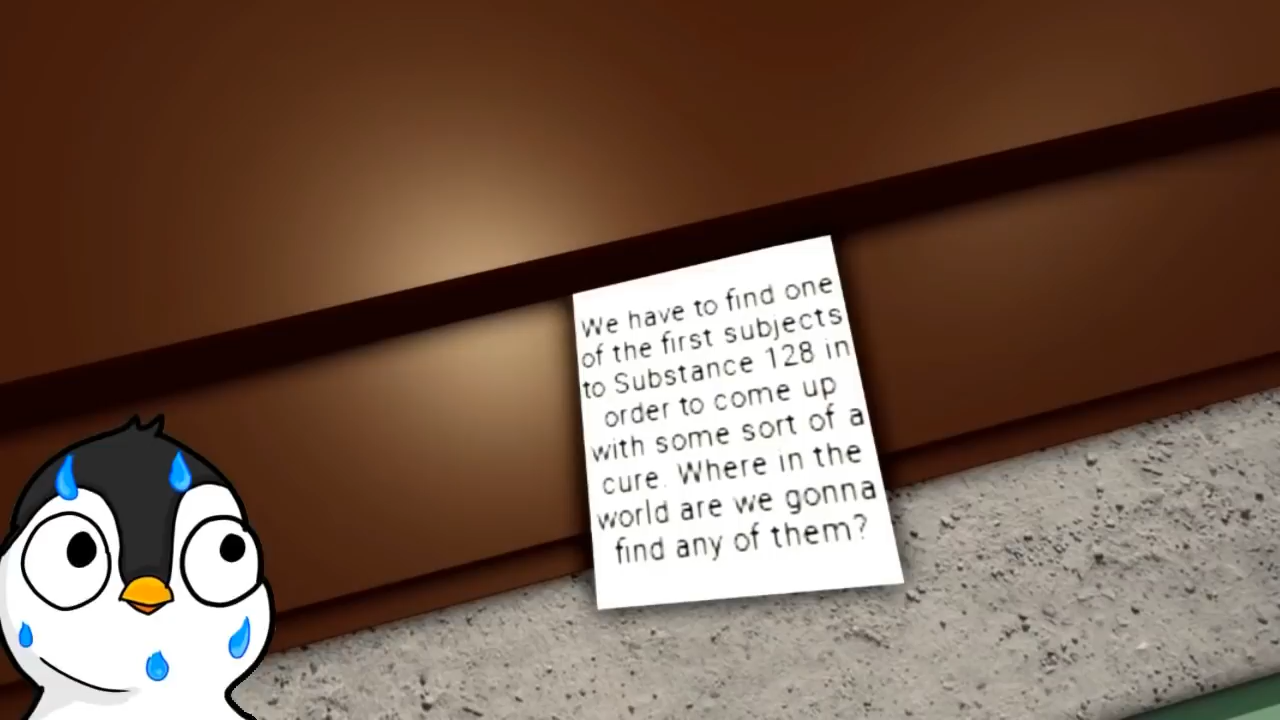 We have to find one
of the first subjects
to Substance 128 in
order to come up
with some sort of a
cure. Where in the
world are we gonna
find any of them?